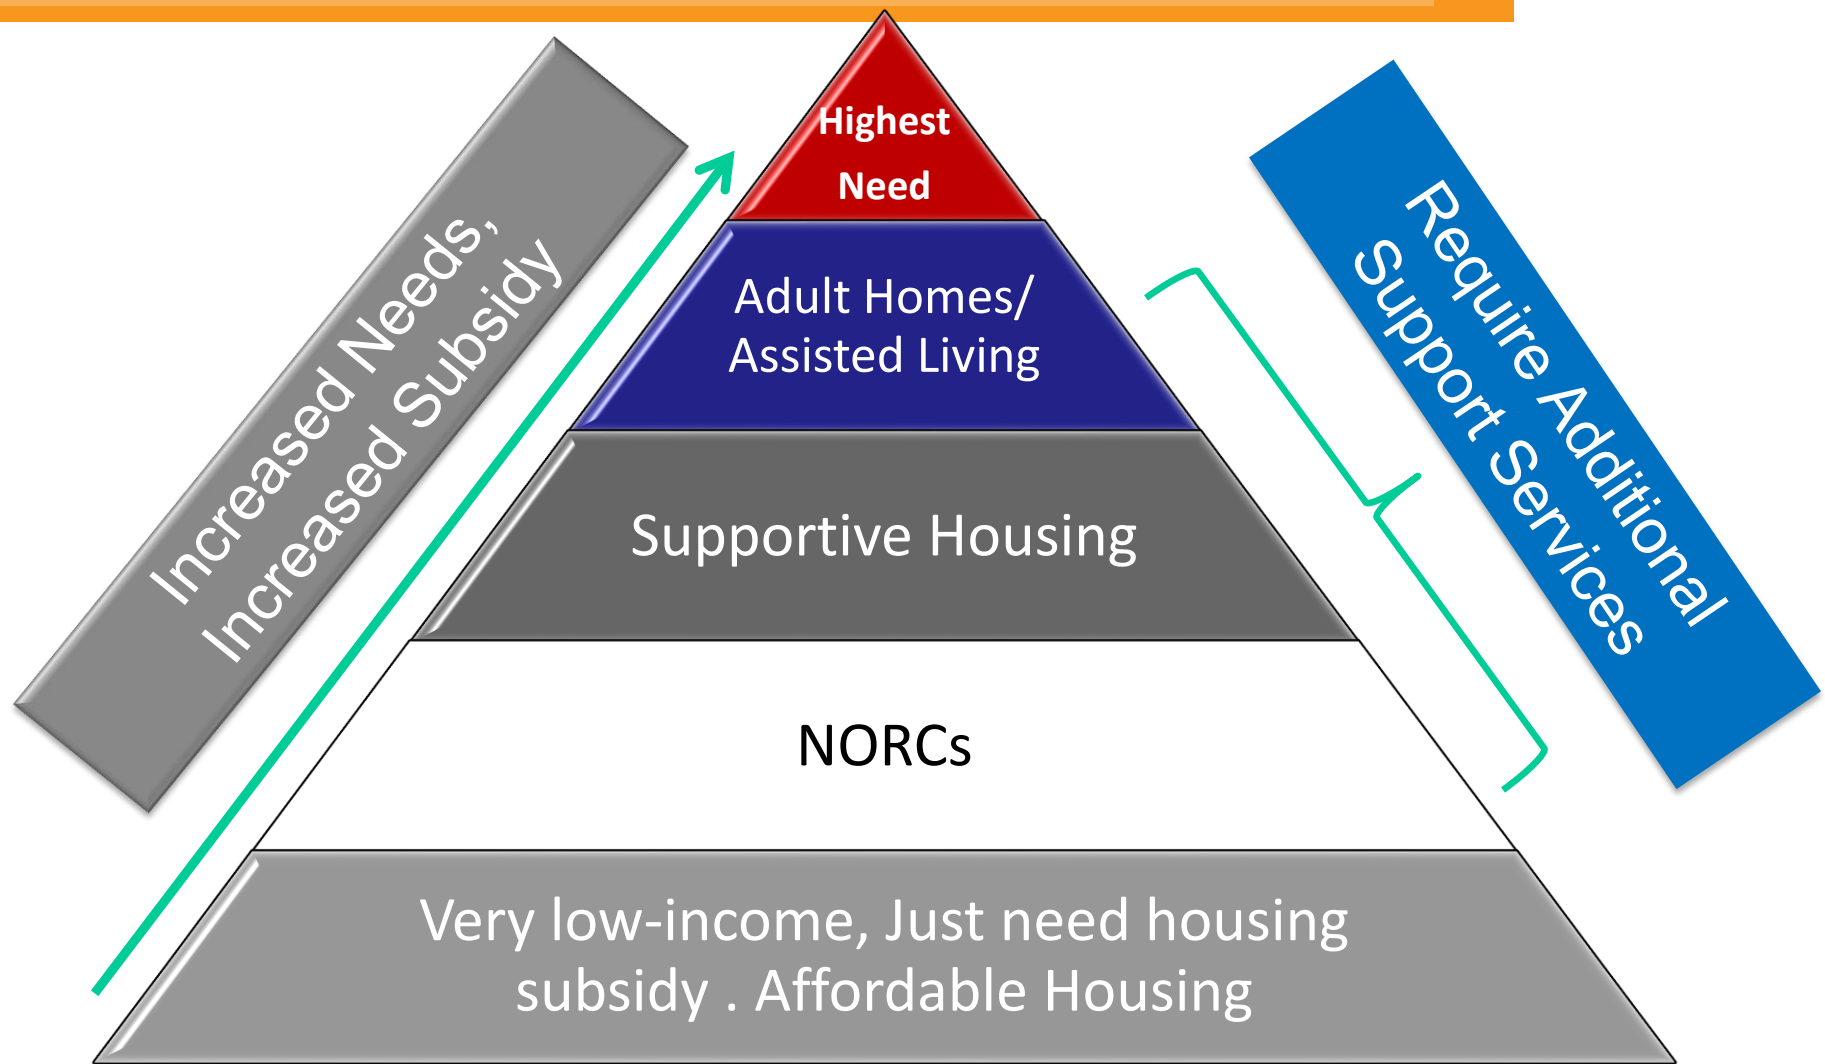 Highest
Need
Adult Homes/
Assisted Living
Supportive Housing
NORCs
Very low-income, Just need housing
subsidy . Affordable Housing
Increased Needs,
Increased Subsidy
Require Additional
Support Services